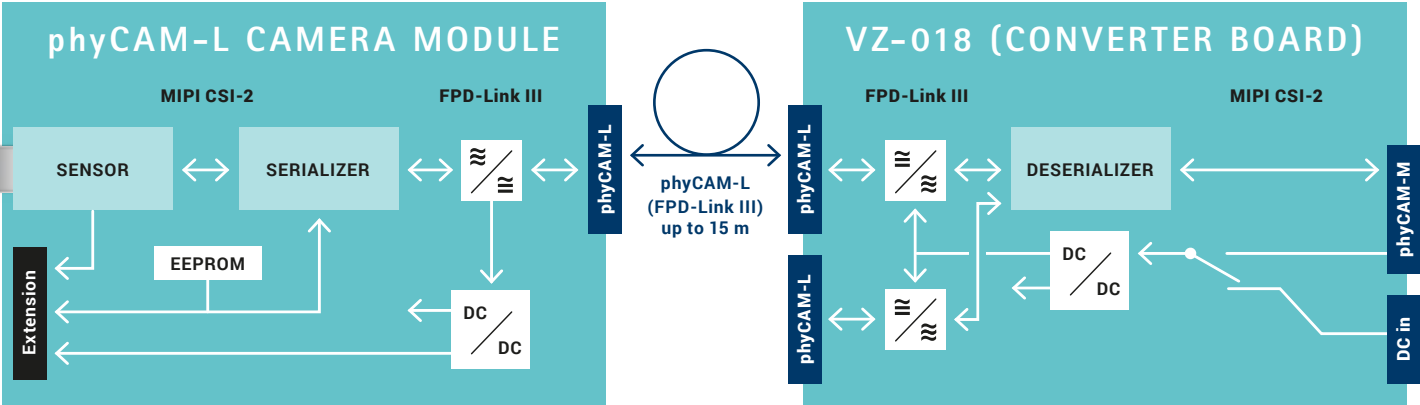 phyCAM-L CAMERA MODULE
MIPI CSI-2
FPD-Link III
SENSOR
SERIALIZER
EEPROM
Extension
DC
DC
phyCAM-L
phyCAM-L
(FPD-Link III)
up to 15 m
VZ-018 (CONVERTER BOARD)
FPD-Link III
MIPI CSI-2
phyCAM-L
phyCAM-L
DESERIALIZER
DC
DC
phyCAM-M
DC in